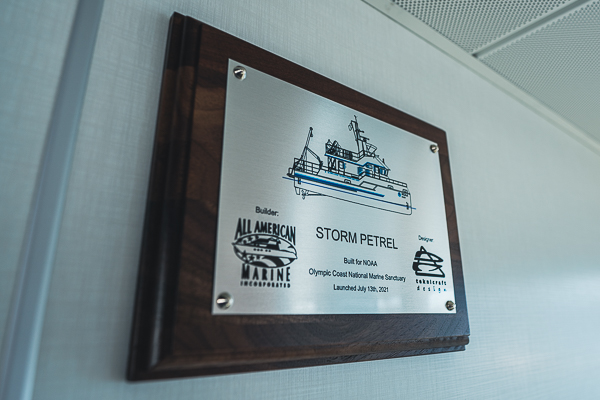 Builder:
ALL AMERICAN
MARINE
INCORPORATED
STORM PETREL
Built for NOAA
Olympic Coast National Marine Sanctuary
Launched July 13th, 2021
Designer:
teknicraft
design